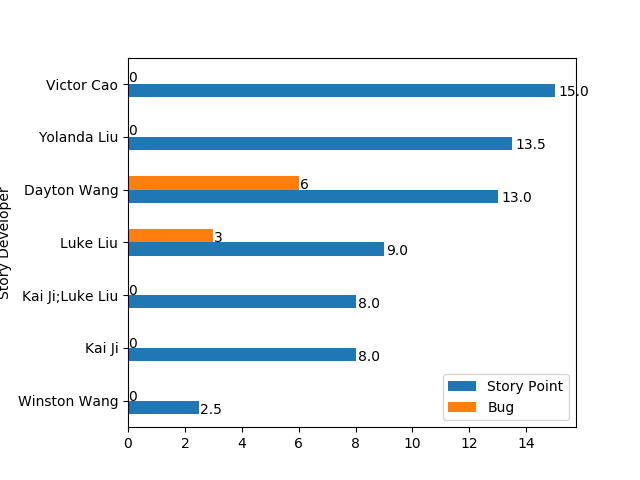 Victor Cao
0
15.0
Yolanda Liu
0
13.5
Dayton Wang
6
13.0
Story Developer
Luke Liu
3
9.0
Kai Ji;Luke Liu
0
8.0
Kai Ji
0
8.0
Winston Wang
0
2.5
Story Point
Bug
0 2 4 6 8 10 12 14